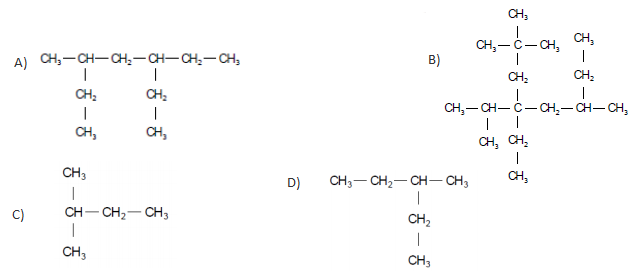 A) CH₃—CH—CH₂—CH—CH₂—CH₃
| |
CH₂ CH₂
| |
CH₃ CH₃
B)
CH₃
|
CH₃—C—CH₃ CH₃
| |
CH₂ CH₂
| |
CH₃—CH—C—CH₂—CH—CH₃
| |
CH₃ CH₂
|
CH₃
C)
CH₃
|
CH—CH₂—CH₃
|
CH₃
D) CH₃—CH₂—CH—CH₃
|
CH₂
|
CH₃